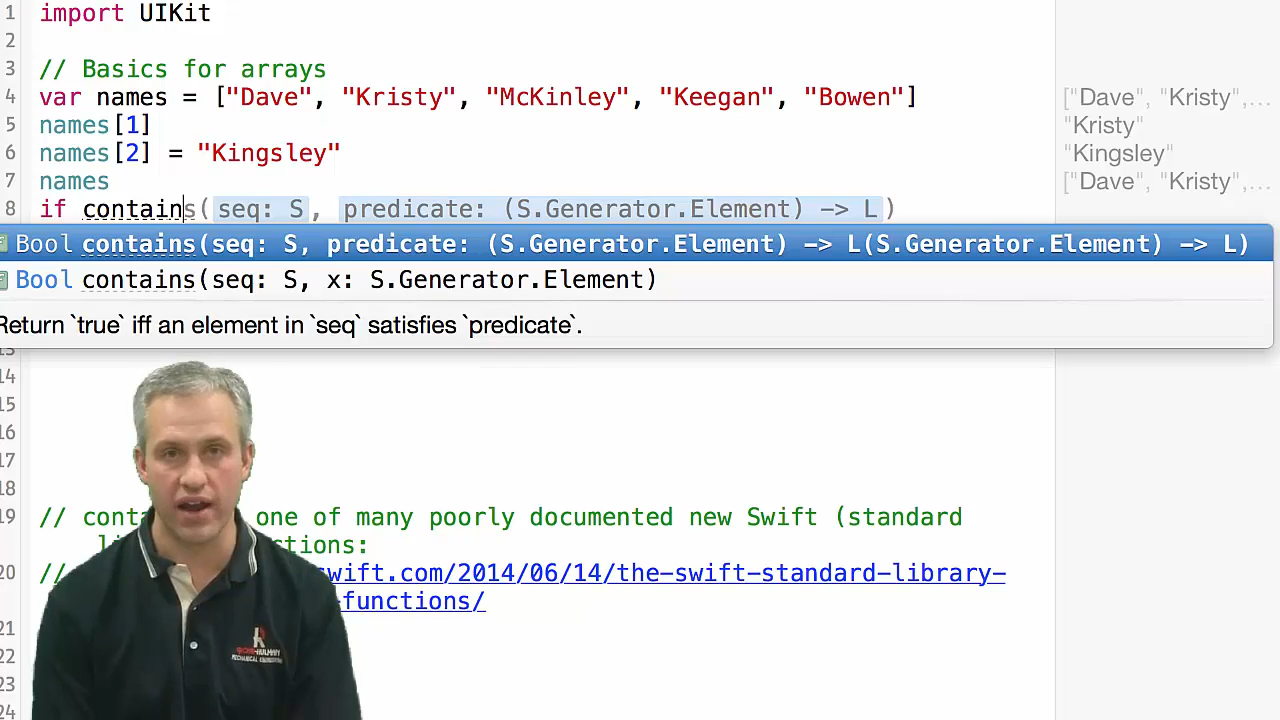 1 import UIKit
2
3 // Basics for arrays
4 var names = ["Dave", "Kristy", "McKinley", "Keegan", "Bowen"] ["Dave", "Kristy",...
5 names[1] "Kristy"
6 names[2] = "Kingsley" "Kingsley"
7 names ["Dave", "Kristy",...
8 if contains(seq: S, predicate: (S.Generator.Element) -> L)
Bool contains(seq: S, predicate: (S.Generator.Element) -> L(S.Generator.Element) -> L)
Bool contains(seq: S, x: S.Generator.Element)
Return `true` iff an element in `seq` satisfies `predicate`.
13
14
15
16
17
18
19 // one of many poorly documented new Swift (standard
20 // swift.com/2014/06/14/the-swift-standard-library-
functions/
21
22
23
24
MECHANICAL ENGINEERING